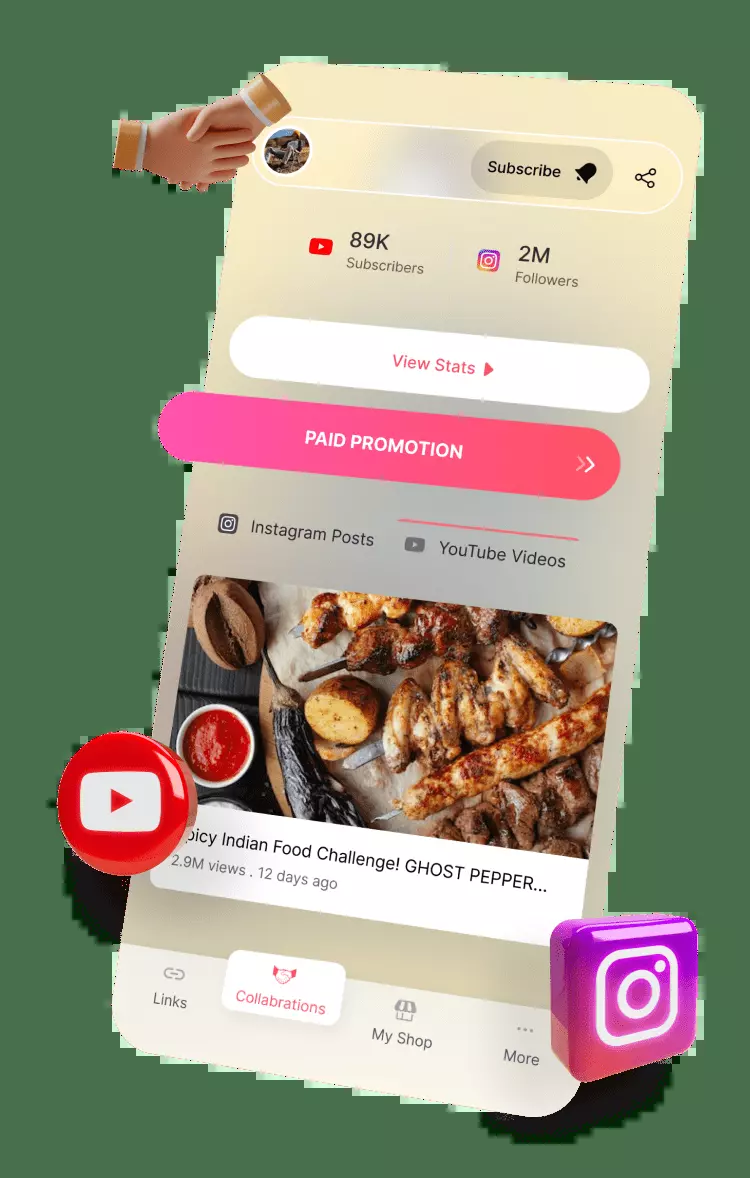 Subscribe
89K
Subscribers
2M
Followers
View Stats
PAID PROMOTION
Instagram Posts
YouTube Videos
picy Indian Food Challenge! GHOST PEPPER...
2.9M views . 12 days ago
Links
Collabrations
My Shop
More